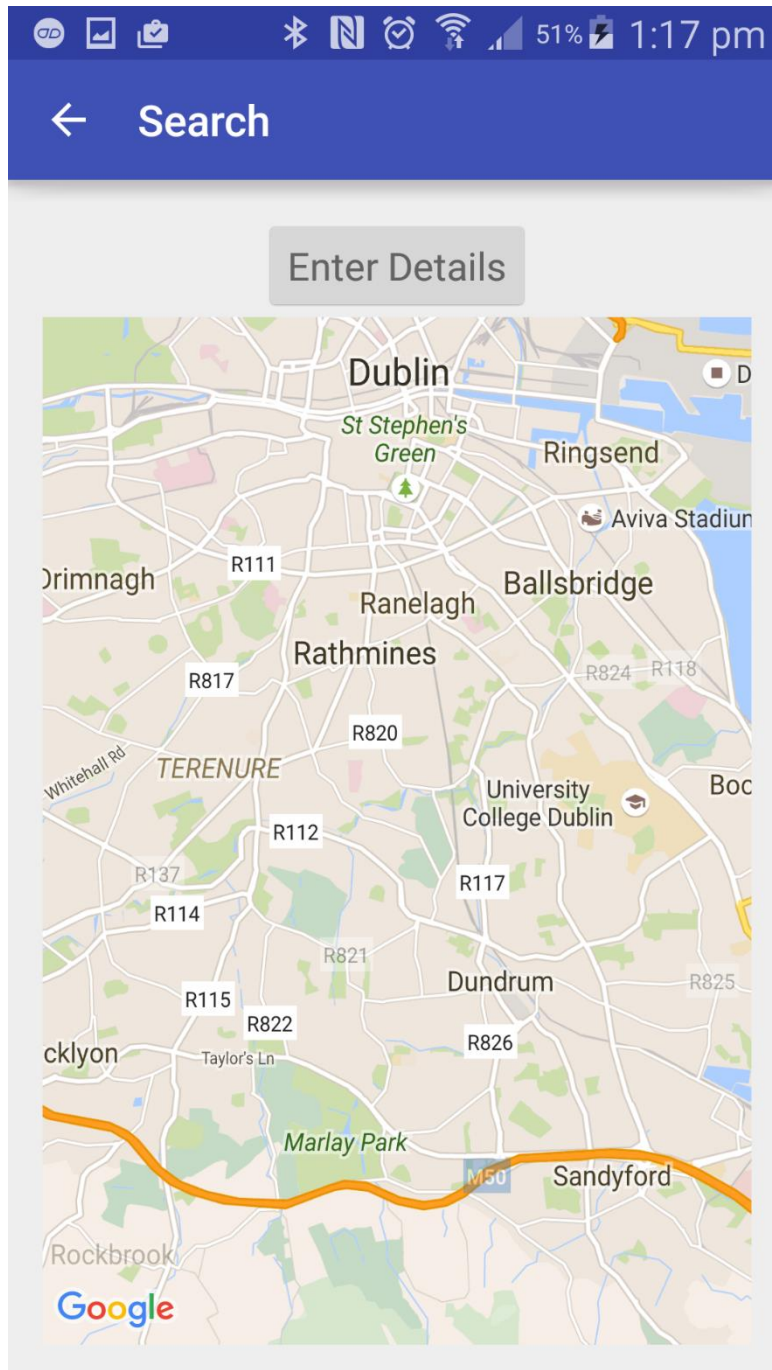 51% 1:17 pm
Search
Enter Details
Dublin
D
St Stephen's
Green
Ringsend
Aviva Stadiur
R111
Drimnagh
Ballsbridge
Ranelagh
Rathmines
R824 R118
R817
R820
Whitehall Rd
TERENURE
University
College Dublin
Boo
R112
R137
R117
R114
R821
Dundrum
R825
R115
R822
R826
cklyon
Taylor's Ln
Marlay Park
M50
Sandyford
Rockbrook
Google